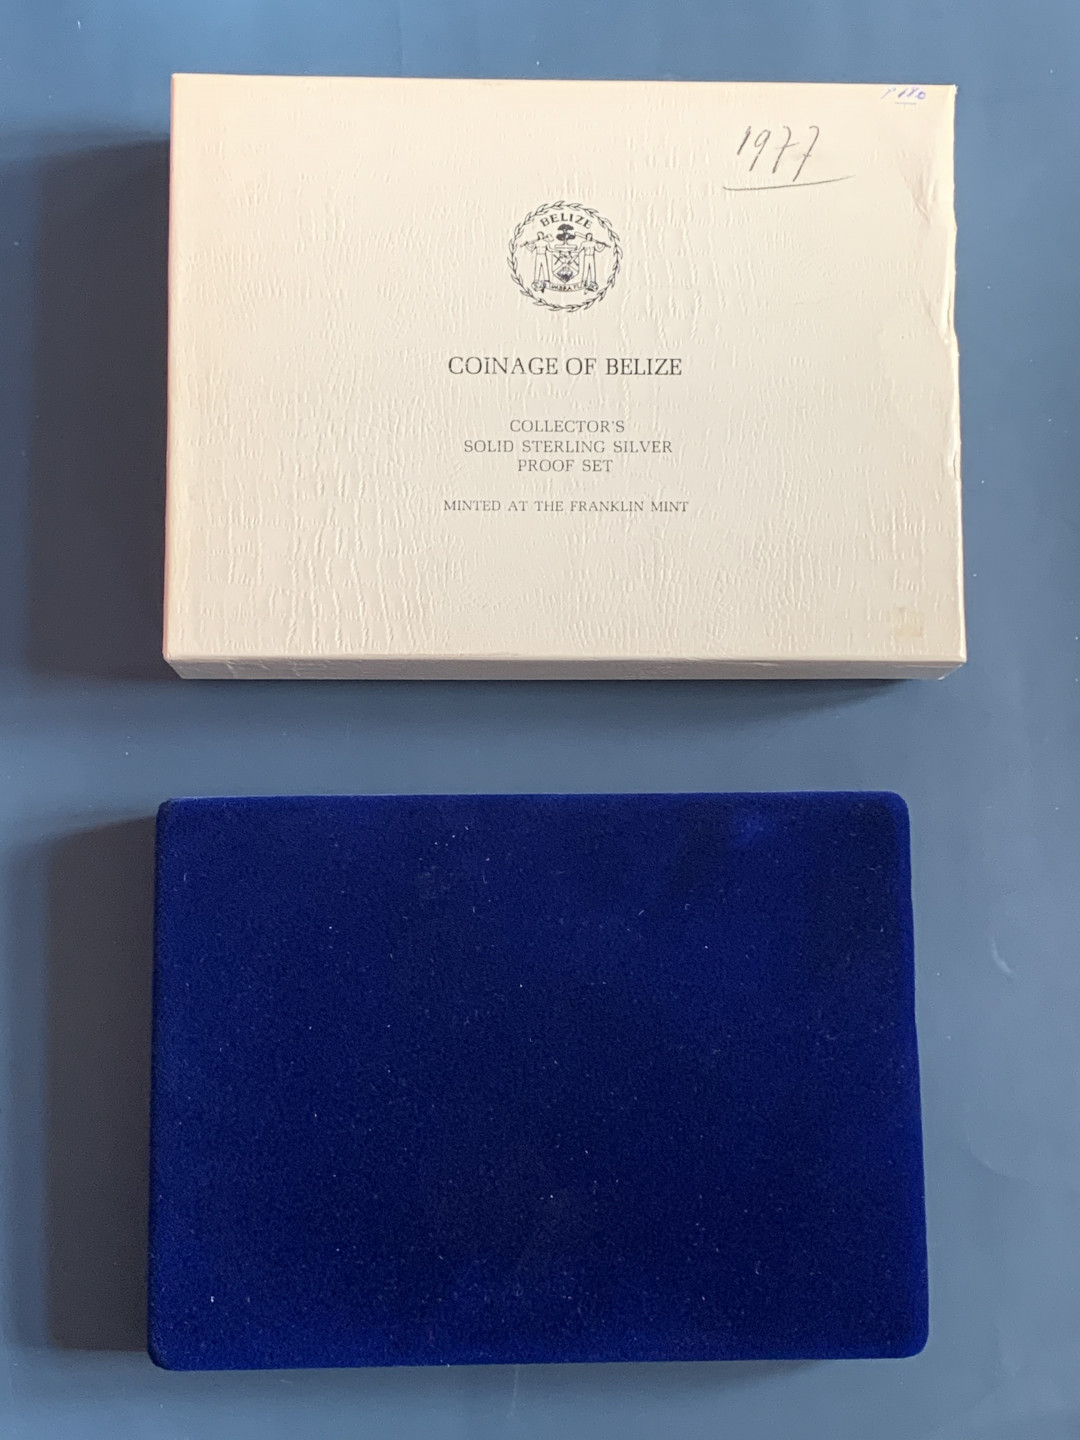 1977
BELIZE
COINAGE OF BELIZE
COLLECTOR'S
SOLID STERLING SILVER
PROOF SET
MINTED AT THE FRANKLIN MINT